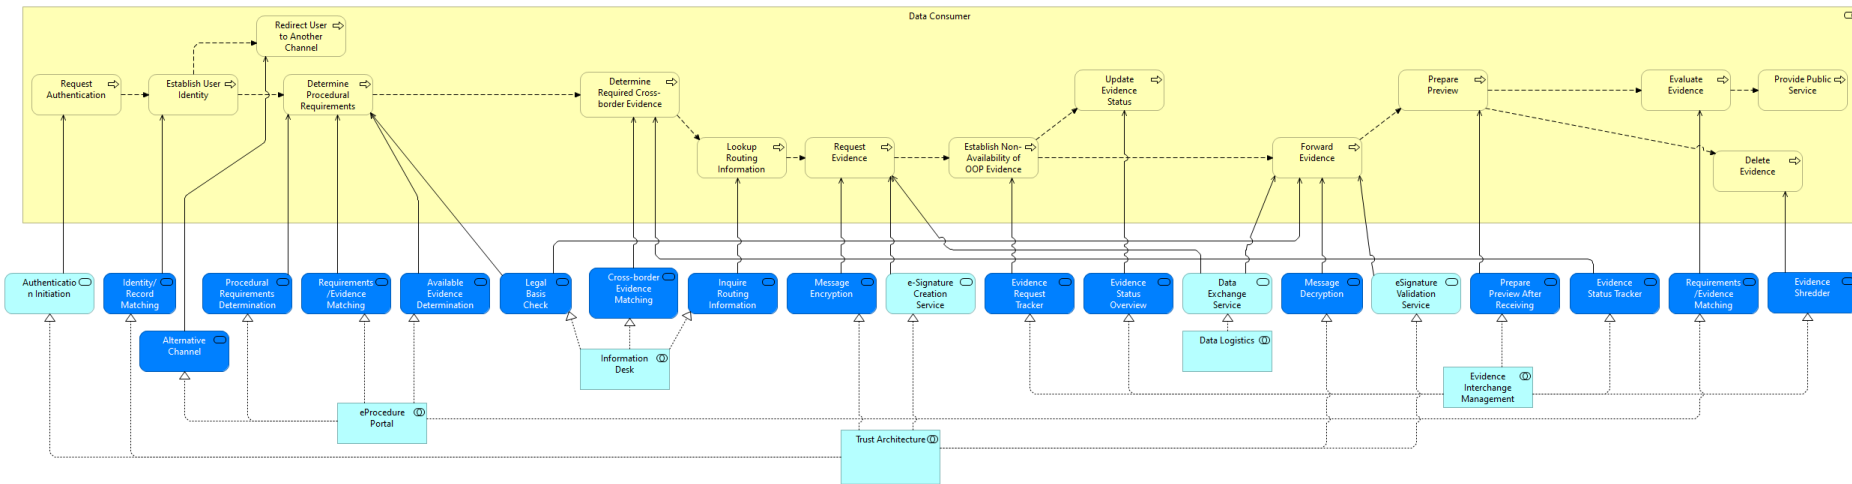 Data Consumer
Redirect User
to Another
Channel
Request
Authentication
Establish User
Identity
Determine
Procedural
Requirements
Determine
Required Cross-
border Evidence
Update
Evidence
Status
Prepare
Preview
Evaluate
Evidence
Provide Public
Service
Lookup
Routing
Information
Request
Evidence
Establish Non-
Availability of
OOP Evidence
Forward
Evidence
Delete
Evidence
Authenticatio
n Initiation
Identity/
Record
Matching
Procedural
Requirements
Determination
Requirements
/Evidence
Matching
Available
Evidence
Determination
Legal
Basis
Check
Cross-border
Evidence
Matching
Inquire
Routing
Information
Message
Encryption
e-Signature
Creation
Service
Evidence
Request
Tracker
Evidence
Status
Overview
Data
Exchange
Service
Message
Decryption
eSignature
Validation
Service
Prepare
Preview After
Receiving
Evidence
Status Tracker
Requirements
/Evidence
Matching
Evidence
Shredder
Alternative
Channel
Information
Desk
Data Logistics
Evidence
Interchange
Management
eProcedure
Portal
Trust Architecture